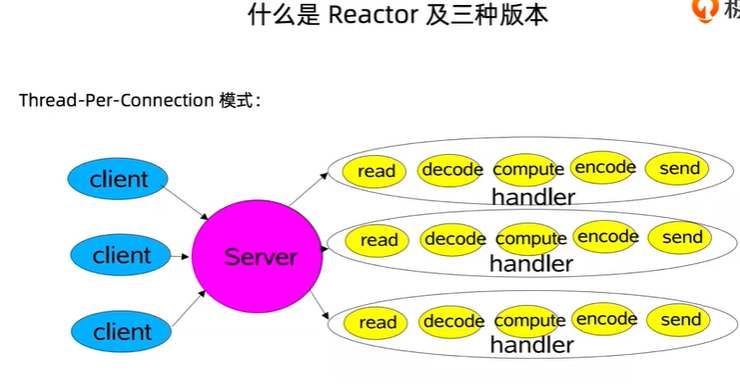 什么是 Reactor 及三种版本
Thread-Per-Connection 模式：
client
client
client
Server
read decode compute encode send
handler
read decode compute encode send
handler
read decode compute encode send
handler